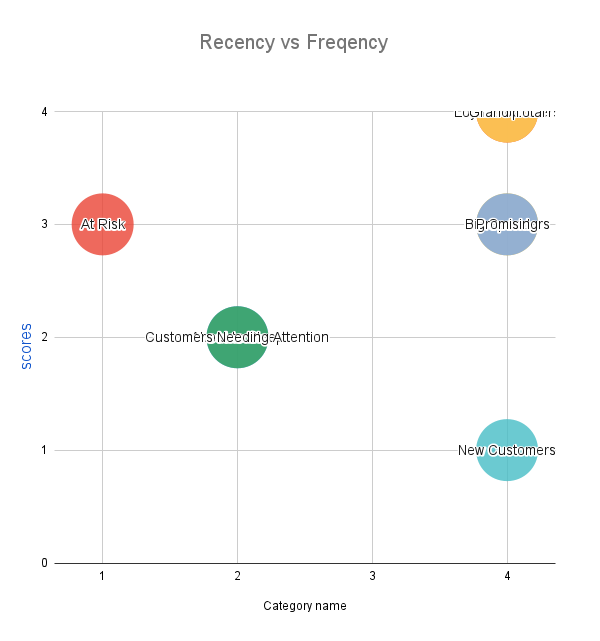 Recency vs Freqency
4
3
At Risk
Promising
scores
2
Customers Needing Attention
1
New Customers
0
1
2
3
4
Category name